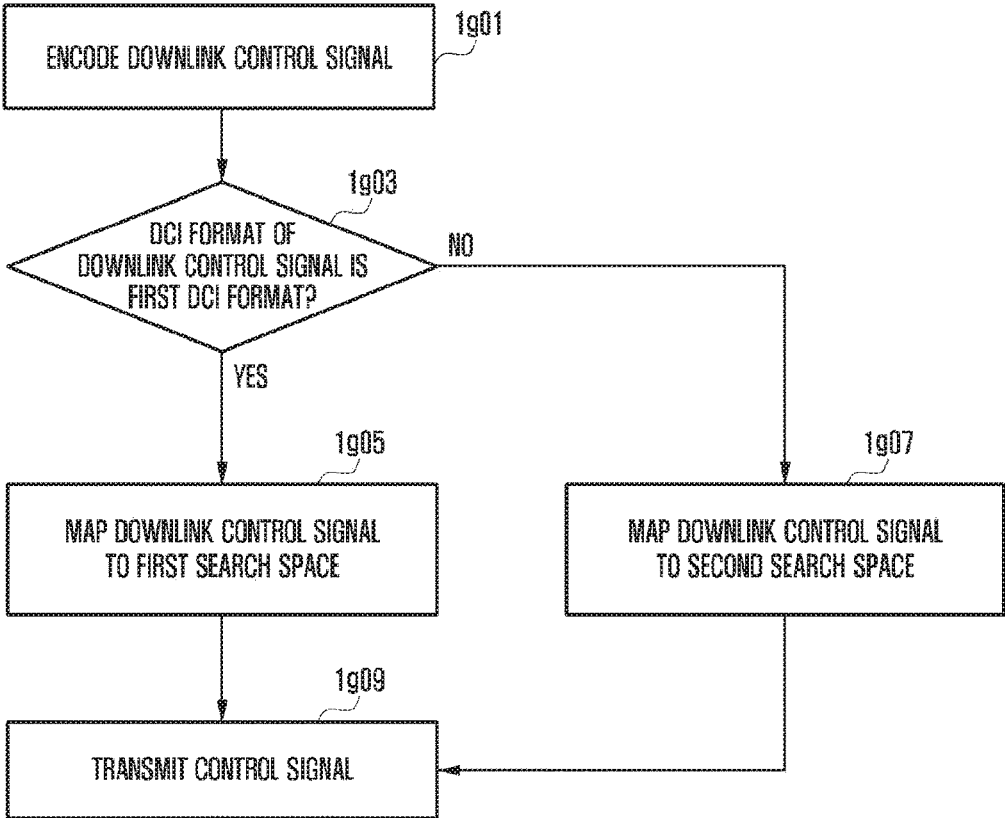 1g01
ENCODE DOWNLINK CONTROL SIGNAL
1g03
DCI FORMAT OF
DOWNLINK CONTROL SIGNAL IS
FIRST DCI FORMAT?
NO
YES
1g05
MAP DOWNLINK CONTROL SIGNAL
TO FIRST SEARCH SPACE
1g07
MAP DOWNLINK CONTROL SIGNAL
TO SECOND SEARCH SPACE
1g09
TRANSMIT CONTROL SIGNAL